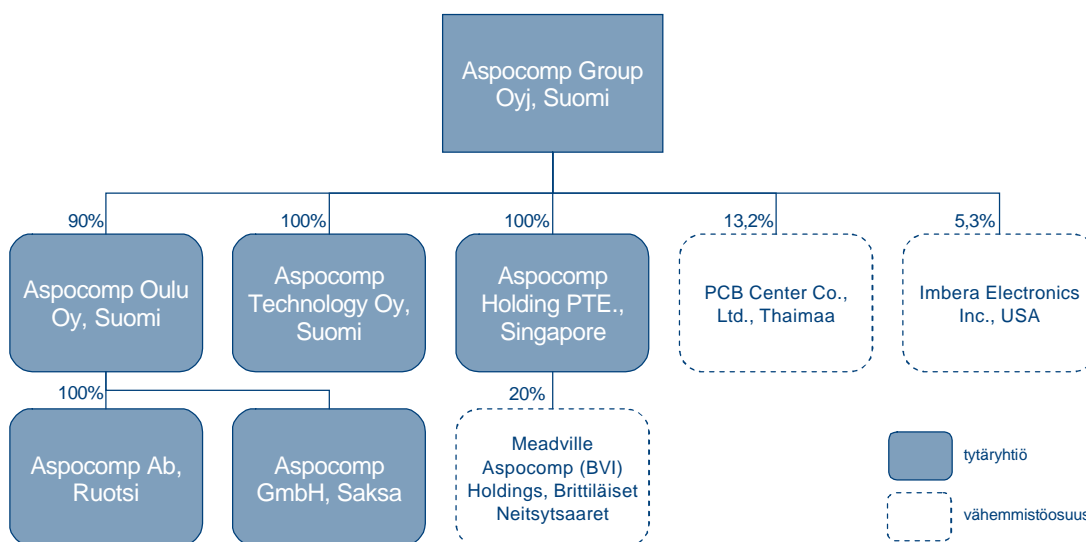 Aspocomp Group
Oyj, Suomi
90%
100%
100%
13,2%
5,3%
Aspocomp Oulu
Oy, Suomi
Aspocomp
Technology Oy,
Suomi
Aspocomp
Holding PTE.,
Singapore
PCB Center Co.,
Ltd., Thaimaa
Imbera Electronics
Inc., USA
100%
20%
Aspocomp Ab,
Ruotsi
Aspocomp
GmbH, Saksa
Meadville
Aspocomp (BVI)
Holdings, Brittiläiset
Neitsytsaaret
tytäryhtiö
vähemmistöosuus